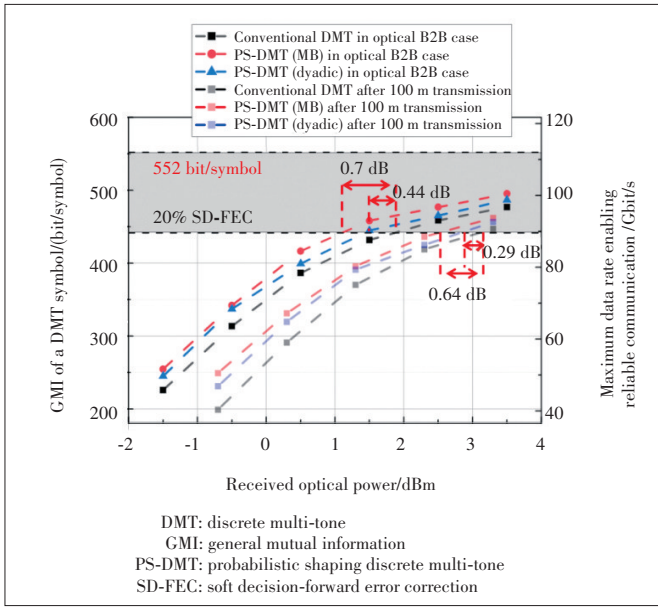 Conventional DMT in optical B2B case
PS-DMT (MB) in optical B2B case
PS-DMT (dyadic) in optical B2B case
Conventional DMT after 100 m transmission
PS-DMT (MB) after 100 m transmission
PS-DMT (dyadic) after 100 m transmission
600
500
400
300
200
GMI of a DMT symbol/(bit/symbol)
552 bit/symbol
20% SD-FEC
0.7 dB
0.44 dB
0.29 dB
0.64 dB
120
100
80
60
40
Maximum data rate enabling
reliable communication /Gbit/s
-2 -1 0 1 2 3 4
Received optical power/dBm
DMT: discrete multi-tone
GMI: general mutual information
PS-DMT: probabilistic shaping discrete multi-tone
SD-FEC: soft decision-forward error correction